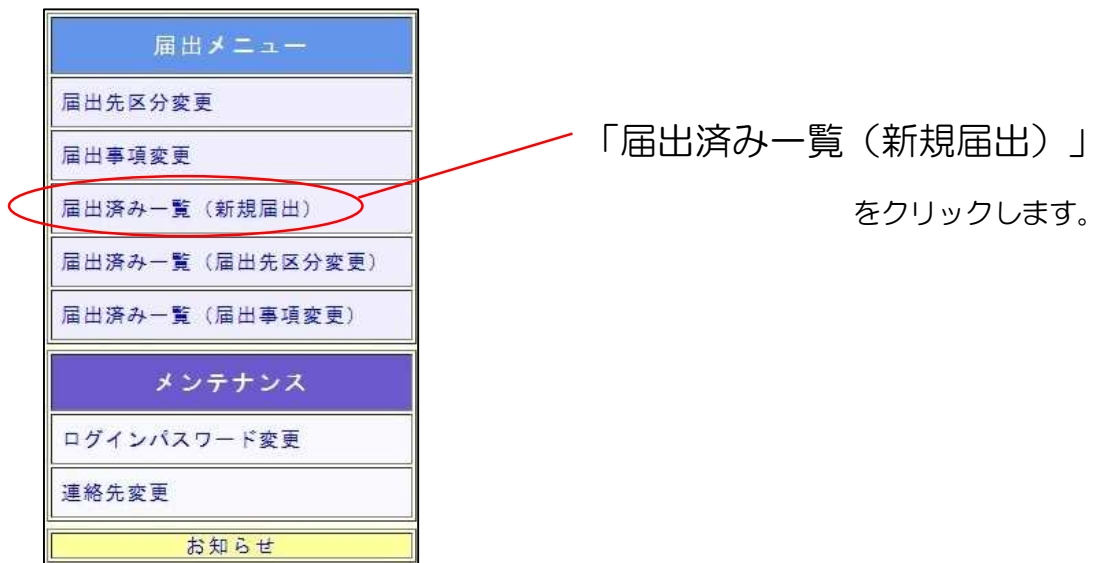 届出メニュー
届出先区分変更
届出事項変更
届出済み一覧（新規届出）
届出済み一覧（届出先区分変更）
届出済み一覧（届出事項変更）
メンテナンス
ログインパスワード変更
連絡先変更
お知らせ
「届出済み一覧（新規届出）」
をクリックします。